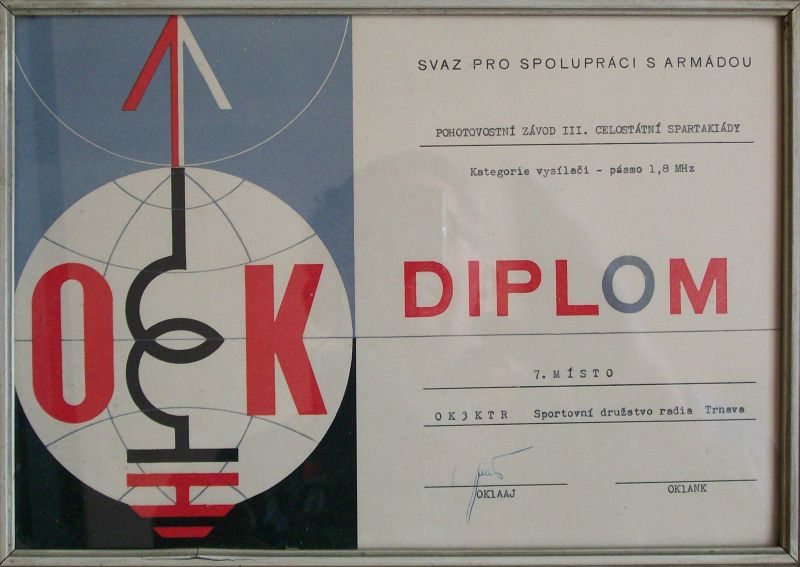 OK
SVAZ PRO SPOLUPRÁCI S ARMÁDOU
POHOTOVOSTNÍ ZÁVOD III. CELOSTÁTNÍ SPARTAKIÁDY
Kategorie vysílači - pásmo 1,8 MHz
DIPLOM
7. MÍSTO
OK3KTR Sportovní družstvo radia Trnava
OK1AAJ OK1ANK